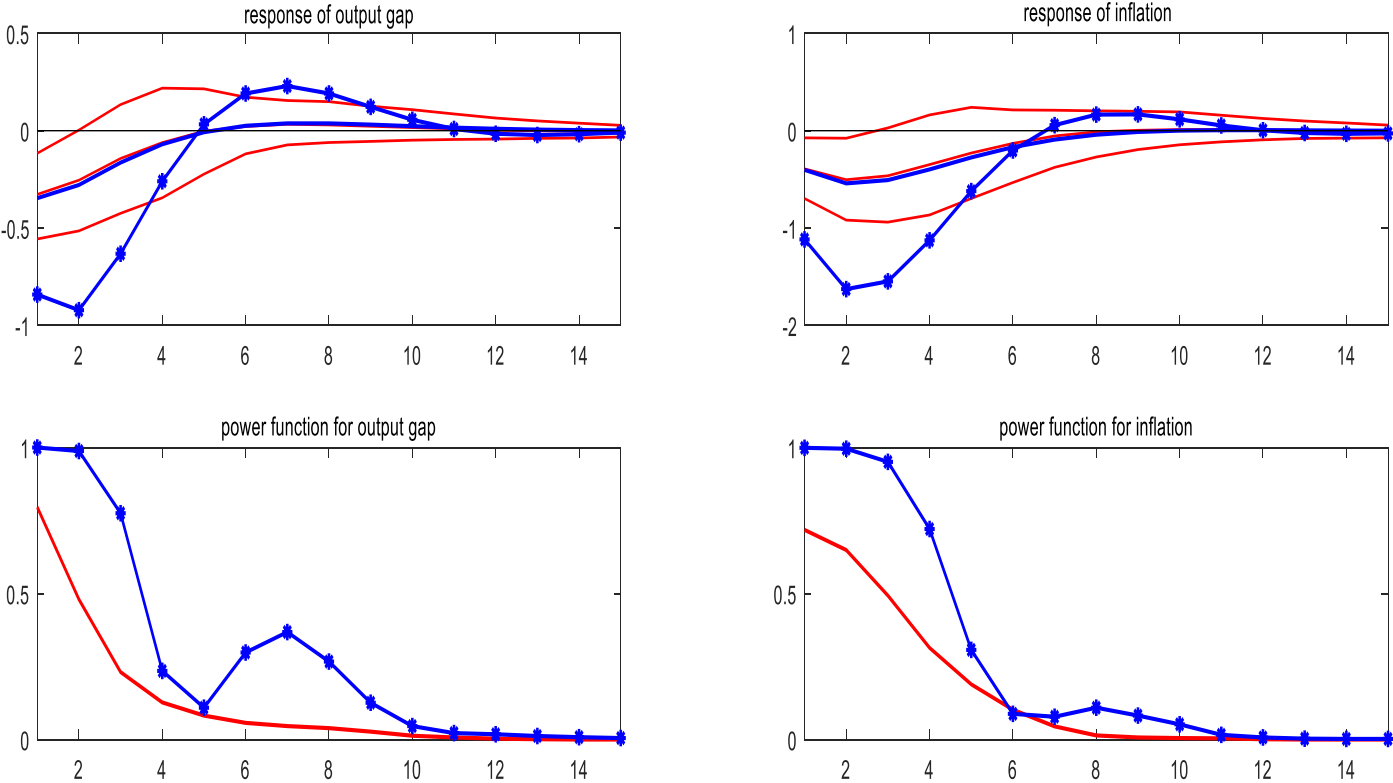 response of output gap
0.5
0
-0.5
-1
2 4 6 8 10 12 14
response of inflation
1
0
-1
-2
2 4 6 8 10 12 14
power function for output gap
1
0.5
0
2 4 6 8 10 12 14
power function for inflation
1
0.5
0
2 4 6 8 10 12 14